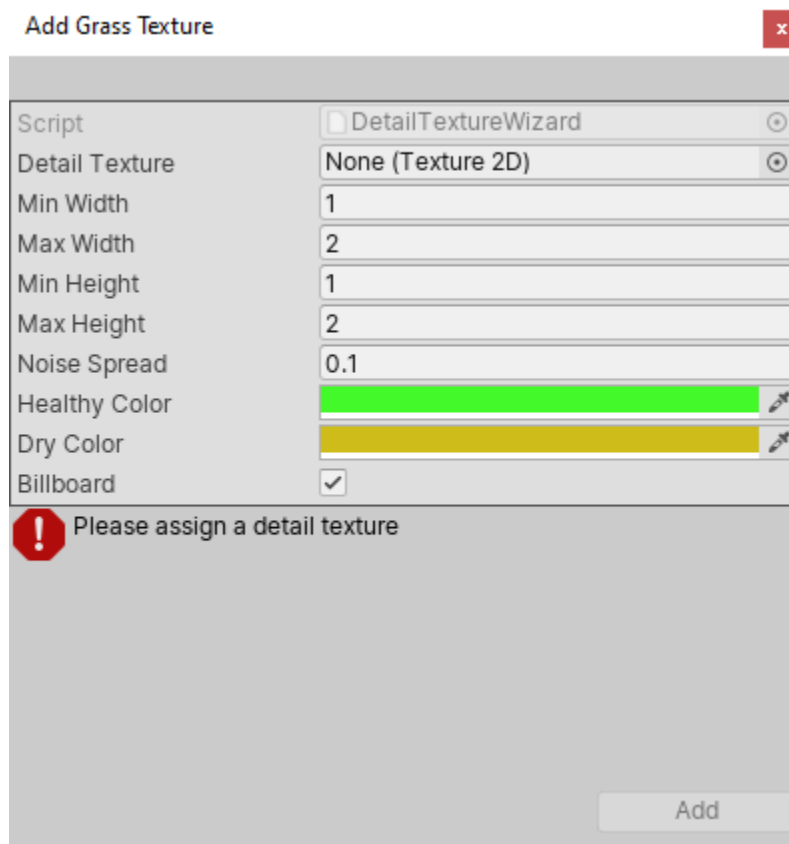 Add Grass Texture
x
Script DetailTextureWizard
Detail Texture None (Texture 2D)
Min Width 1
Max Width 2
Min Height 1
Max Height 2
Noise Spread 0.1
Healthy Color
Dry Color
Billboard
! Please assign a detail texture
Add